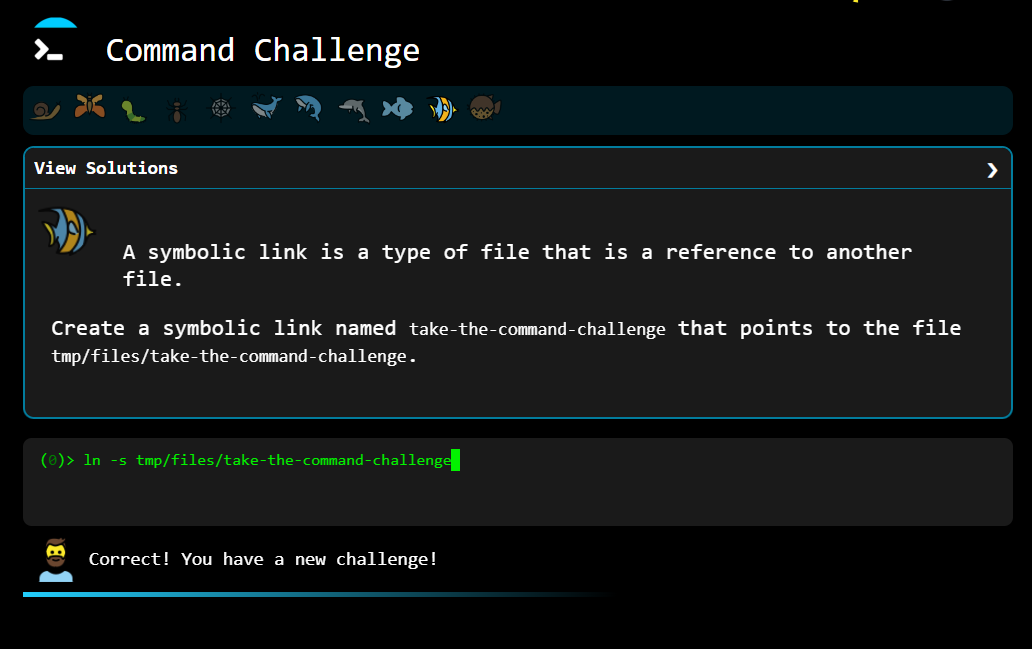 Command Challenge
View Solutions
A symbolic link is a type of file that is a reference to another
file.
Create a symbolic link named take-the-command-challenge that points to the file
tmp/files/take-the-command-challenge.
(0)> ln -s tmp/files/take-the-command-challenge
Correct! You have a new challenge!